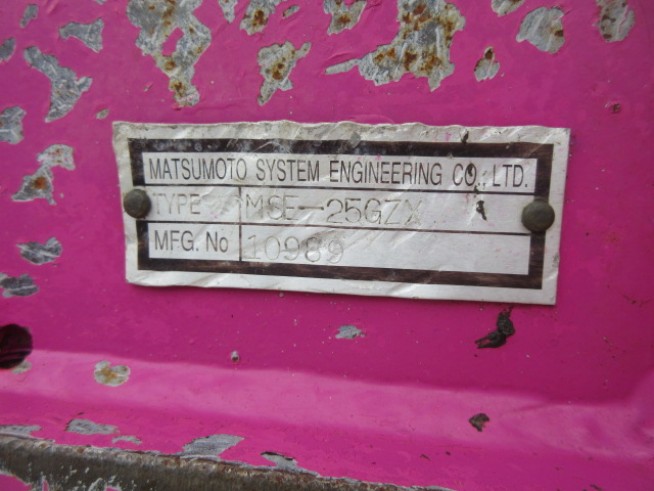 MATSUMOTO SYSTEM ENGINEERING CO., LTD.
TYPE MSE-25GZX
MFG. No 10989